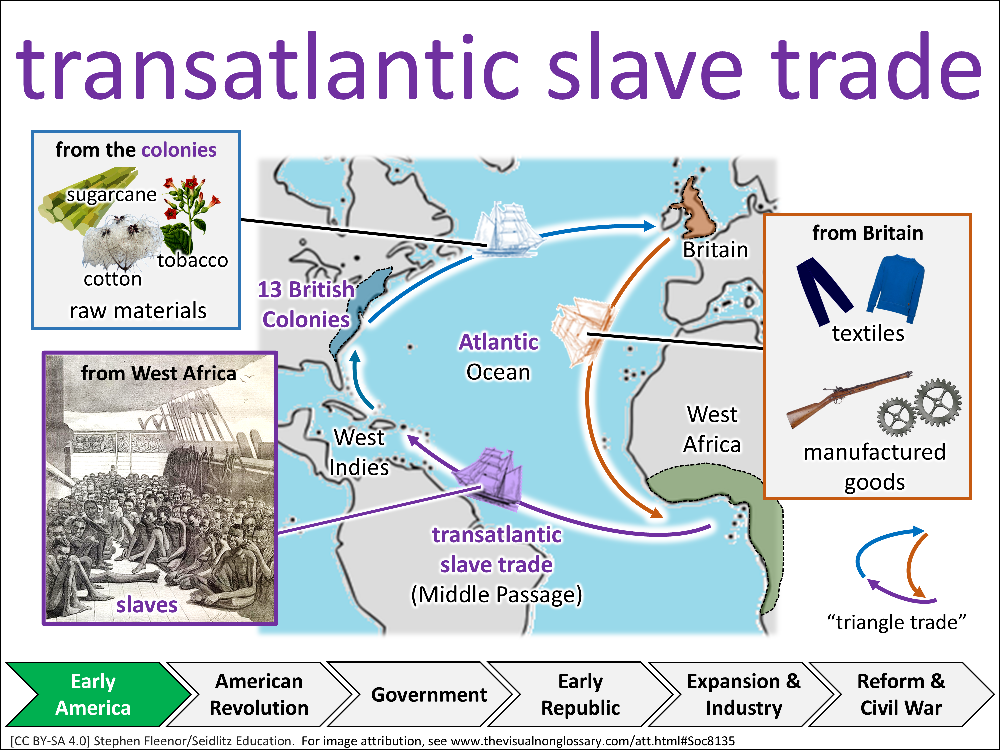 transatlantic slave trade
from the colonies
sugarcane
tobacco
cotton
raw materials
from West Africa
slaves
13 British
Colonies
Atlantic
Ocean
Britain
West
Africa
West
Indies
transatlantic
slave trade
(Middle Passage)
from Britain
textiles
manufactured
goods
“triangle trade”
Early
America
American
Revolution
Government
Early
Republic
Expansion &
Industry
Reform &
Civil War
[CC BY-SA 4.0] Stephen Fleenor/Seidlitz Education.  For image attribution, see www.thevisualnonglossary.com/att.html#Soc8135